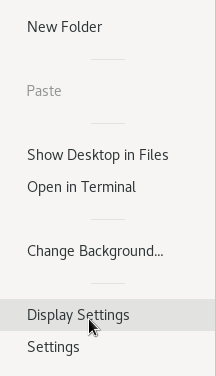 New Folder
Paste
Show Desktop in Files
Open in Terminal
Change Background...
Display Settings
Settings